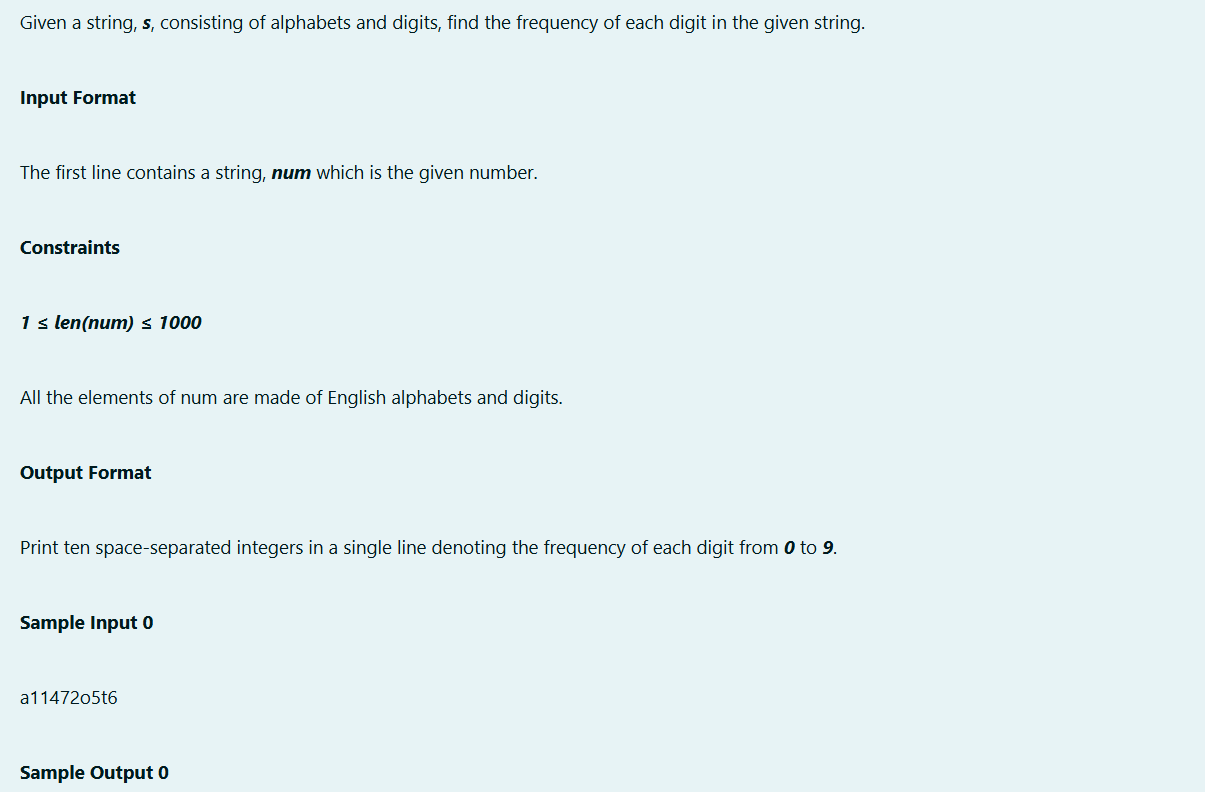 Given a string, s, consisting of alphabets and digits, find the frequency of each digit in the given string.
Input Format
The first line contains a string, num which is the given number.
Constraints
1 ≤ len(num) ≤ 1000
All the elements of num are made of English alphabets and digits.
Output Format
Print ten space-separated integers in a single line denoting the frequency of each digit from 0 to 9.
Sample Input 0
a11472o5t6
Sample Output 0